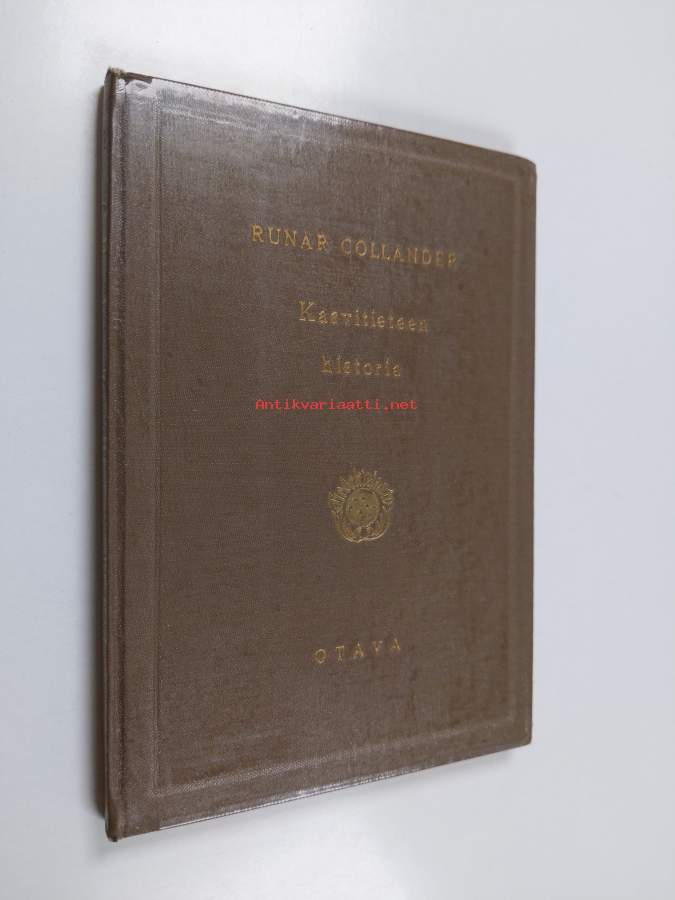 RUNAR COLLANDER
Kasvitieteen
historia
Antikvariaatti.net
OTAVA